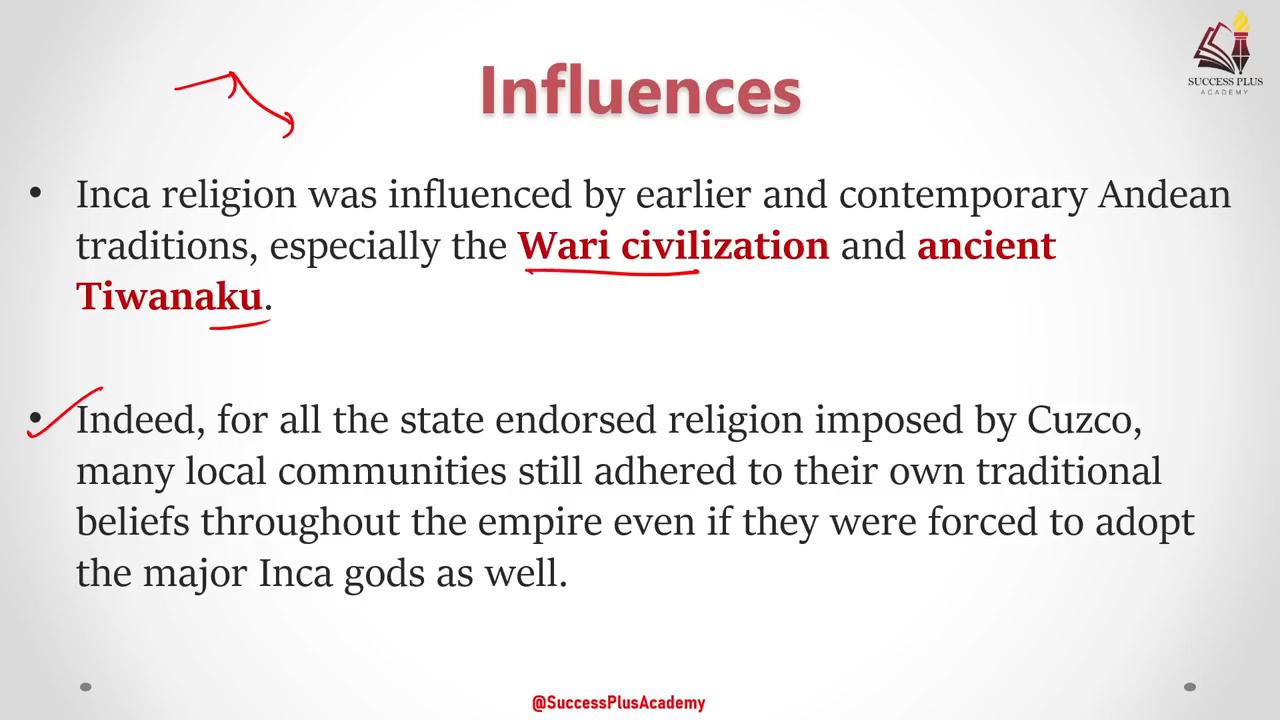 SUCCESS PLUS
ACADEMY
Influences
• Inca religion was influenced by earlier and contemporary Andean
traditions, especially the Wari civilization and ancient
Tiwanaku.
• Indeed, for all the state endorsed religion imposed by Cuzco,
many local communities still adhered to their own traditional
beliefs throughout the empire even if they were forced to adopt
the major Inca gods as well.
@SuccessPlusAcademy